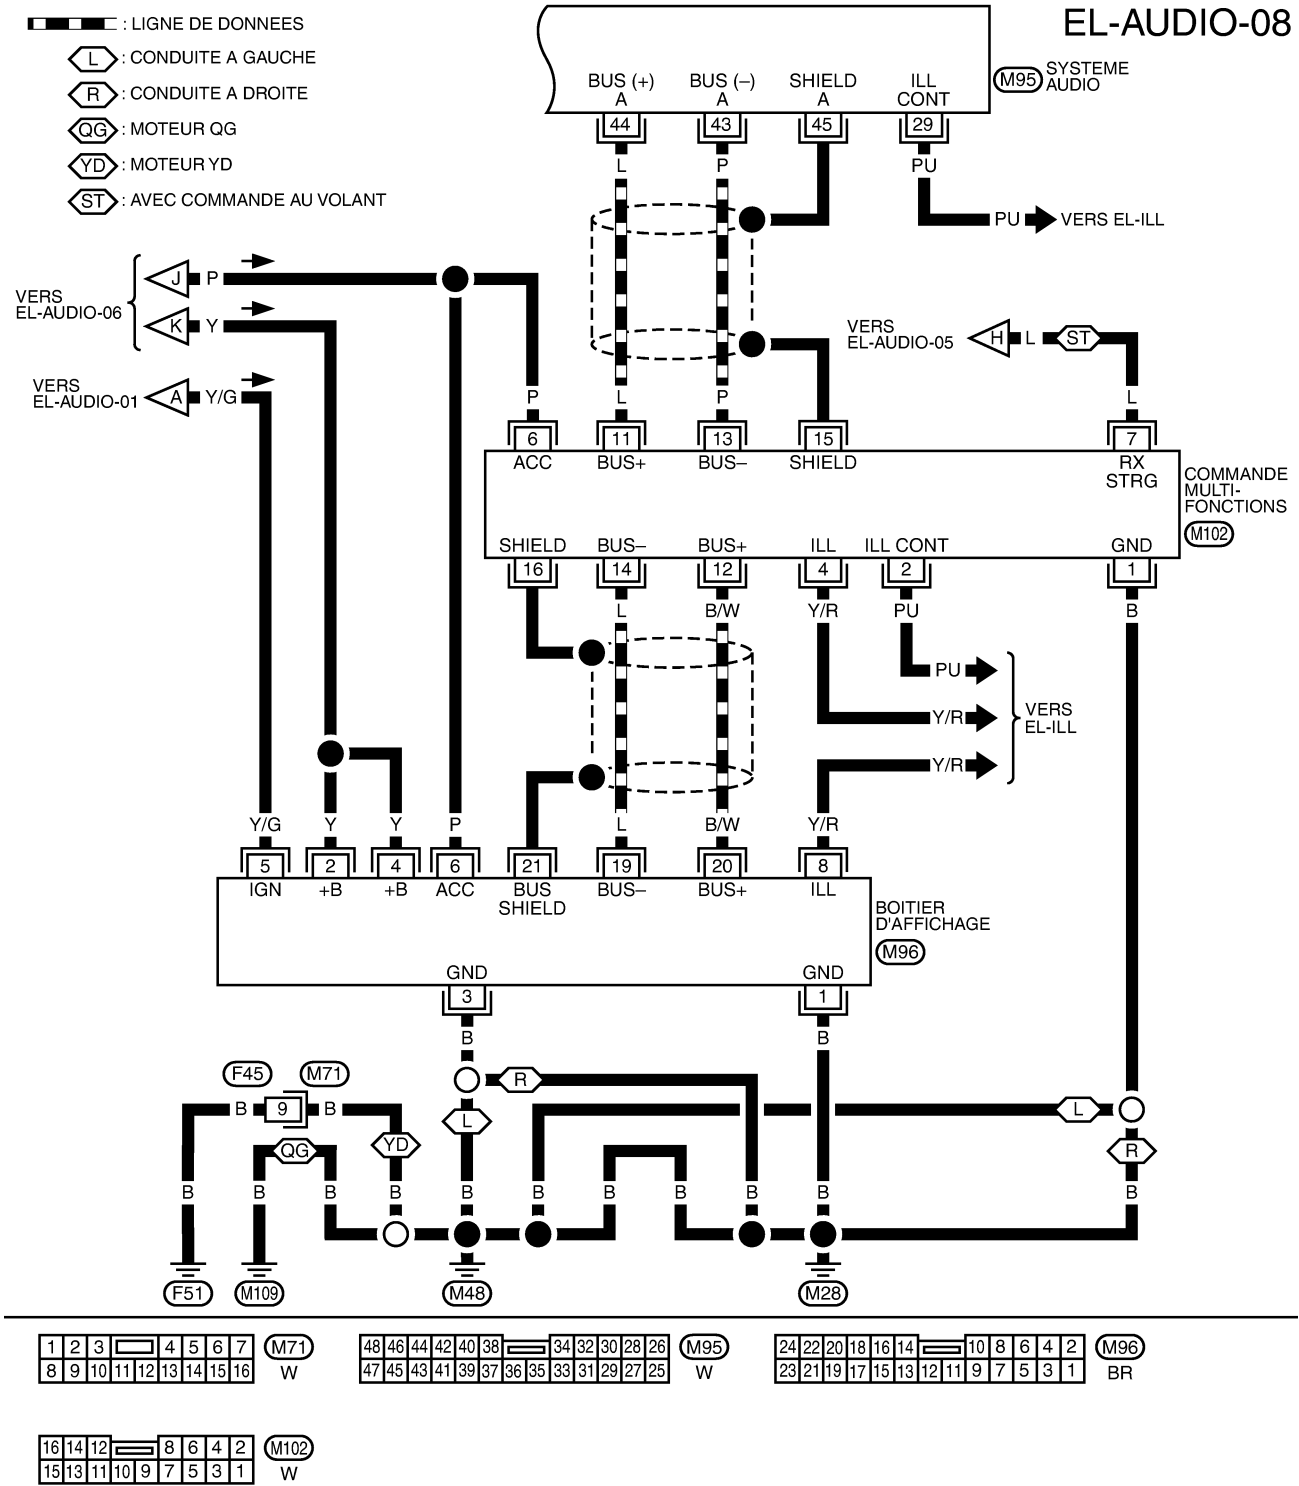 EL-AUDIO-08
: LIGNE DE DONNEES
L : CONDUITE A GAUCHE
R : CONDUITE A DROITE
QG : MOTEUR QG
YD : MOTEUR YD
ST : AVEC COMMANDE AU VOLANT
BUS (+) BUS (–) SHIELD ILL
A A A CONT
M95 SYSTEME
AUDIO
44 43 45 29
L P PU
PU VERS EL-ILL
J P
K Y
VERS
EL-AUDIO-06
VERS
EL-AUDIO-01
A Y/G
VERS
EL-AUDIO-05
H L ST
P L P L
6 11 13 15 7
ACC BUS+ BUS– SHIELD RX
STRG
COMMANDE
MULTI-
FONCTIONS
M102
SHIELD BUS– BUS+ ILL ILL CONT GND
16 14 12 4 2 1
L B/W Y/R PU B
PU
Y/R
Y/R
VERS
EL-ILL
Y/G Y Y P L B/W Y/R
5 2 4 6 21 19 20 8
IGN +B +B ACC BUS BUS– BUS+ ILL
SHIELD
BOITIER
D'AFFICHAGE
M96
GND GND
3 1
B B
F45 M71
R
B 9 B
L
L
QG YD R
B B B B B B B B B B B
F51 M109 M48 M28
1 2 3 4 5 6 7 M71
8 9 10 11 12 13 14 15 16 W
48 46 44 42 40 38 34 32 30 28 26 M95
47 45 43 41 39 37 36 35 33 31 29 27 25 W
24 22 20 18 16 14 10 8 6 4 2 M96
23 21 19 17 15 13 12 11 9 7 5 3 1 BR
16 14 12 8 6 4 2 M102
15 13 11 10 9 7 5 3 1 W